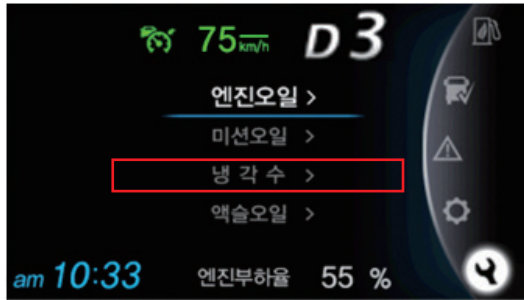 75 km/h D 3
엔진오일 >
미션오일 >
냉 각 수 >
액슬오일 >
am 10:33 엔진부하율 55 %